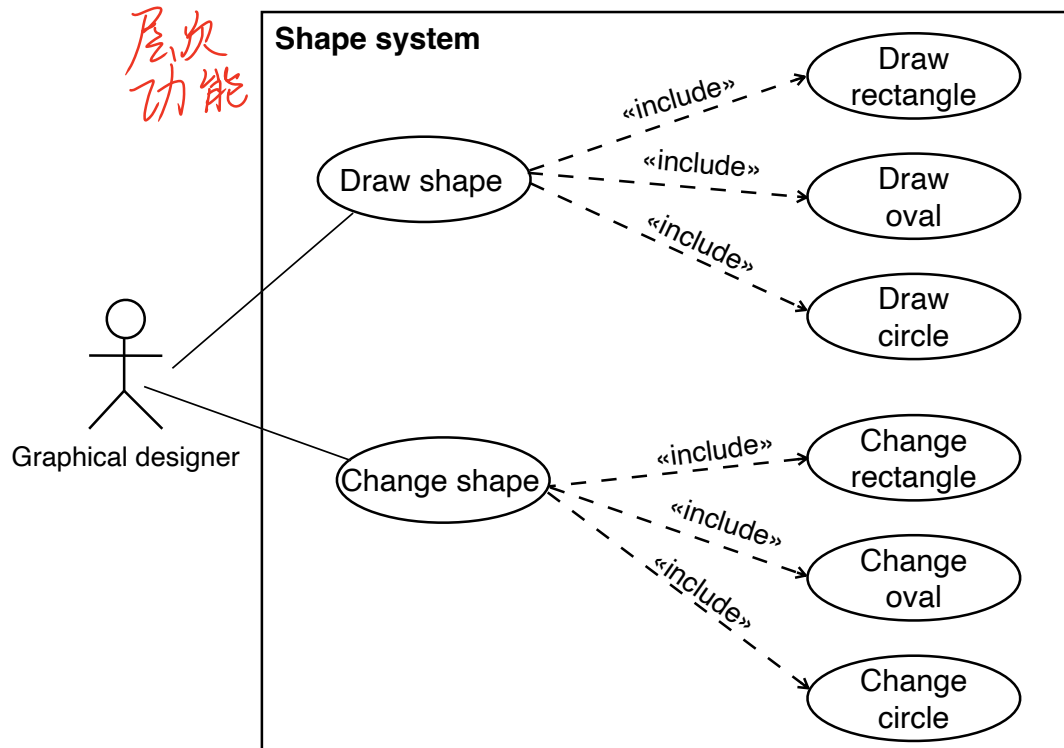 层次
功能
Shape system
Draw
rectangle
«include»
«include»
Draw shape
Draw
oval
«include»
Draw
circle
Graphical designer
Change shape
«include»
Change
rectangle
«include»
Change
oval
«include»
Change
circle